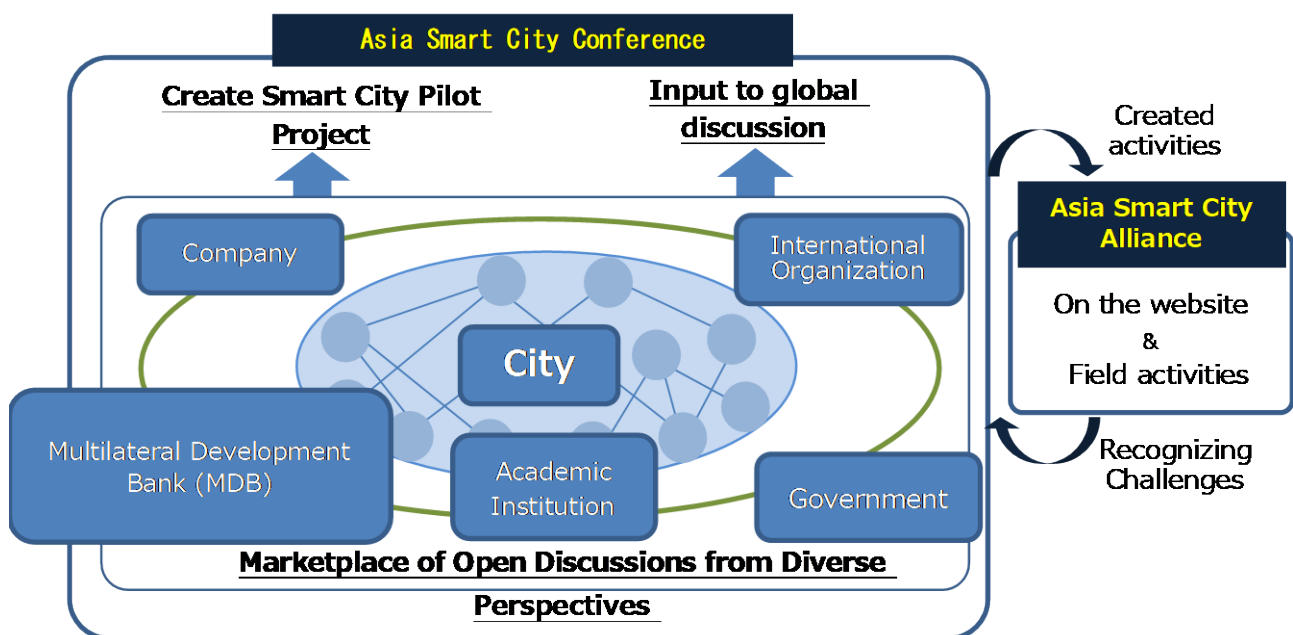 Asia Smart City Conference
Create Smart City Pilot
Project
Input to global
discussion
Created
activities
Company
International
Organization
Asia Smart City
Alliance
On the website
&
Field activities
City
Multilateral Development
Bank (MDB)
Academic
Institution
Government
Recognizing
Challenges
Marketplace of Open Discussions from Diverse
Perspectives